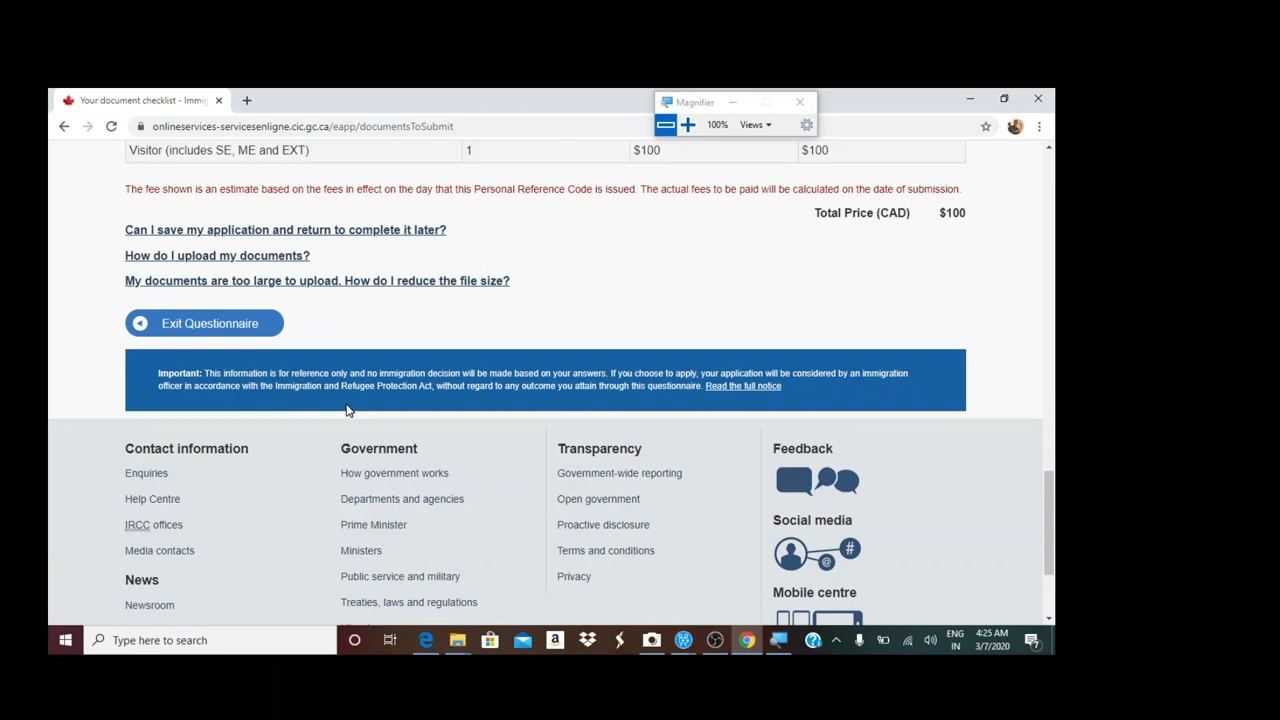 Your document checklist - Immig
Magnifier
100%
Views
onlineservices-servicesenligne.cic.gc.ca/eapp/documentsToSubmit
Visitor (includes SE, ME and EXT) 1 $100 $100
The fee shown is an estimate based on the fees in effect on the day that this Personal Reference Code is issued. The actual fees to be paid will be calculated on the date of submission.
Total Price (CAD) $100
Can I save my application and return to complete it later?
How do I upload my documents?
My documents are too large to upload. How do I reduce the file size?
Exit Questionnaire
Important: This information is for reference only and no immigration decision will be made based on your answers. If you choose to apply, your application will be considered by an immigration
officer in accordance with the Immigration and Refugee Protection Act, without regard to any outcome you attain through this questionnaire. Read the full notice
Contact information
Enquiries
Help Centre
IRCC offices
Media contacts
News
Newsroom
Government
How government works
Departments and agencies
Prime Minister
Ministers
Public service and military
Treaties, laws and regulations
Transparency
Government-wide reporting
Open government
Proactive disclosure
Terms and conditions
Privacy
Feedback
Social media
#
@
Mobile centre
Type here to search
a
ENG
IN
4:25 AM
3/7/2020
7